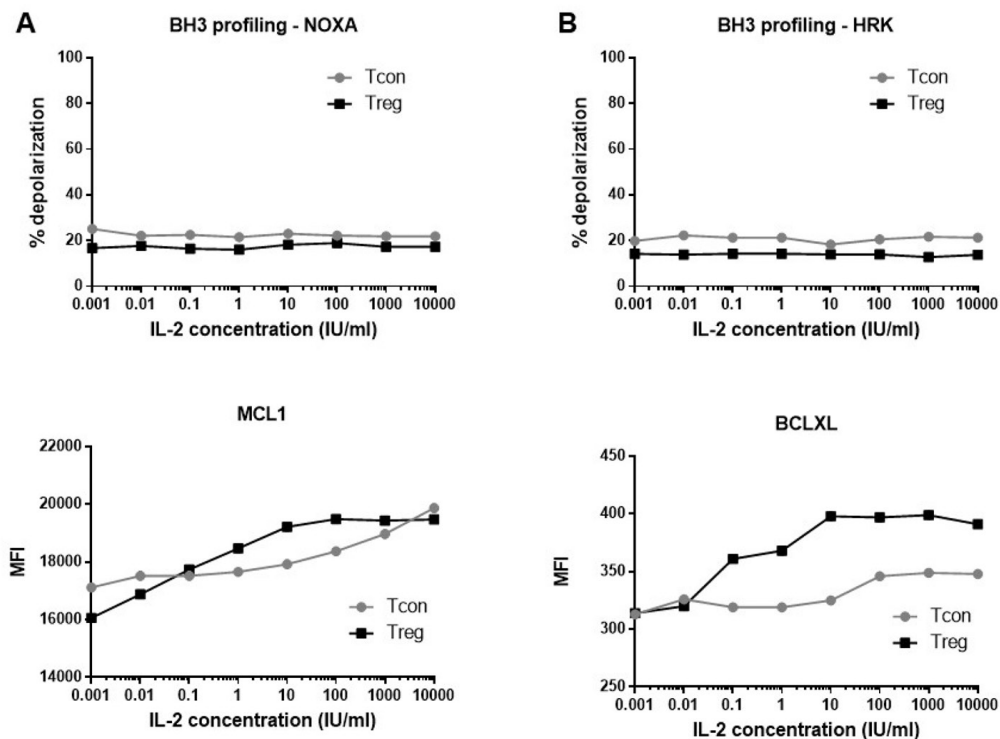 A
BH3 profiling - NOXA
100
80
60
40
20
0
% depolarization
Tcon
Treg
0.001 0.01 0.1 1 10 100 1000 10000
IL-2 concentration (IU/ml)
B
BH3 profiling - HRK
100
80
60
40
20
0
% depolarization
Tcon
Treg
0.001 0.01 0.1 1 10 100 1000 10000
IL-2 concentration (IU/ml)
MCL1
22000
20000
18000
16000
14000
MFI
Tcon
Treg
0.001 0.01 0.1 1 10 100 1000 10000
IL-2 concentration (IU/ml)
BCLXL
450
400
350
300
250
MFI
Tcon
Treg
0.001 0.01 0.1 1 10 100 1000 10000
IL-2 concentration (IU/ml)